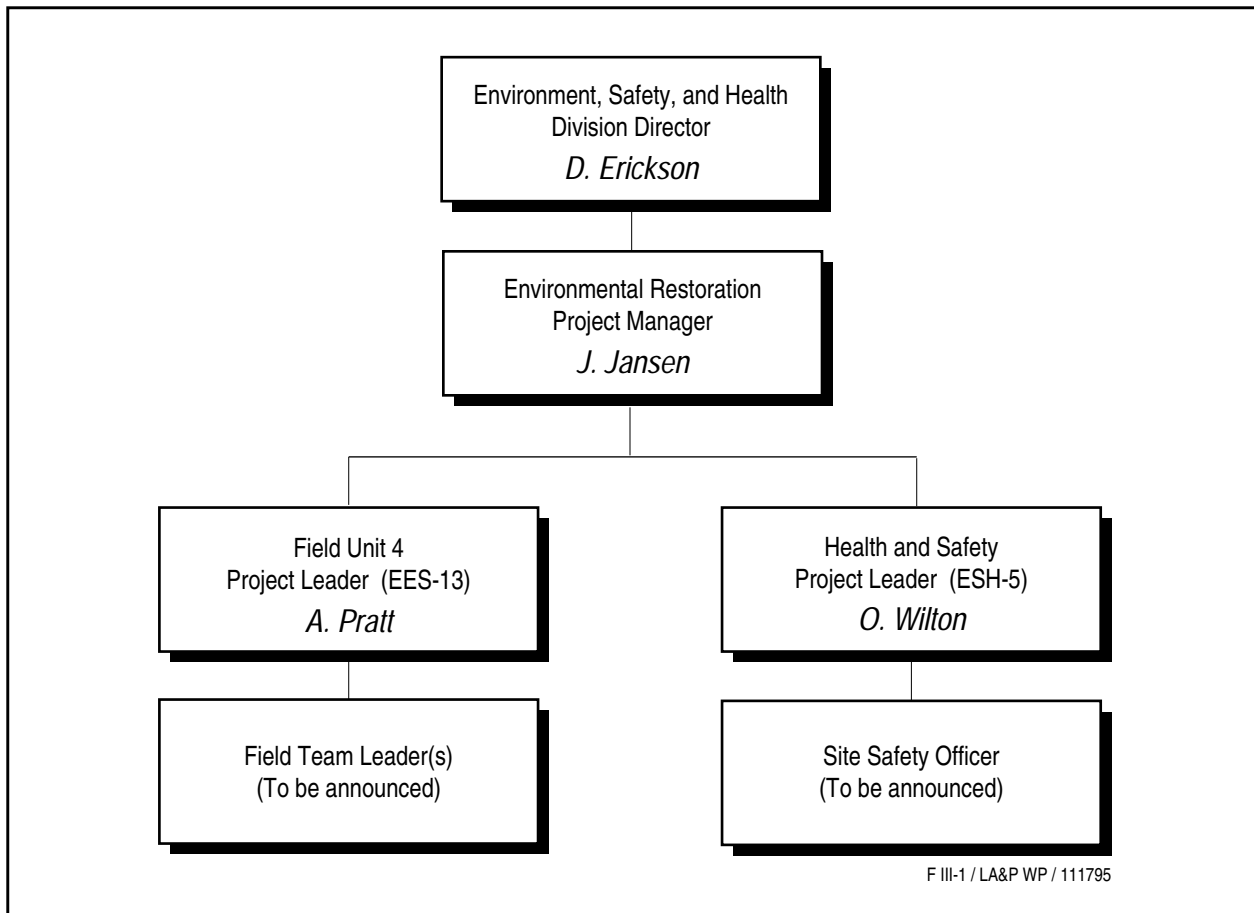 Environment, Safety, and Health
Division Director
D. Erickson
Environmental Restoration
Project Manager
J. Jansen
Field Unit 4
Project Leader (EES-13)
A. Pratt
Health and Safety
Project Leader (ESH-5)
O. Wilton
Field Team Leader(s)
(To be announced)
Site Safety Officer
(To be announced)
F III-1 / LA&P WP / 111795